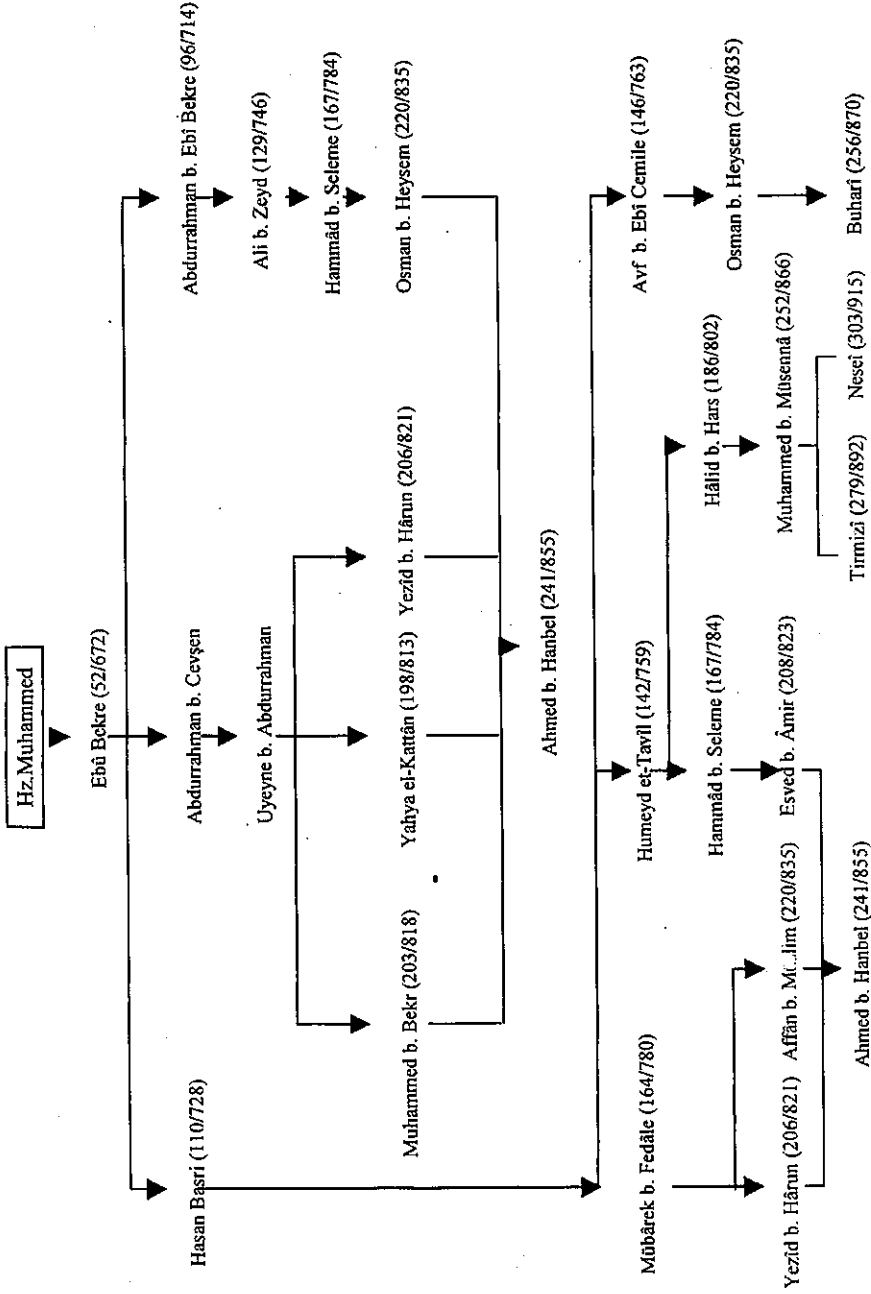 Hz.Muhammed
Ebû Bekre (52/672)
Hasan Basri (110/728)
Abdurrahman b. Cevşen
Abdurrahman b. Ebî Bekre (96/714)
Uyeyne b. Abdurrahman
Ali b. Zeyd (129/746)
Hammâd b. Seleme (167/784)
Muhammed b. Bekr (203/818)
Yahya el-Kattân (198/813)
Yezîd b. Hârun (206/821)
Osman b. Heysem (220/835)
Ahmed b. Hanbel (241/855)
Mübârek b. Fedâle (164/780)
Humeyd et-Tavîl (142/759)
Avf b. Ebî Cemile (146/763)
Hammâd b. Seleme (167/784)
Hâlid b. Hars (186/802)
Osman b. Heysem (220/835)
Yezîd b. Hârun (206/821)
Affân b. (220/835)
Esved b. Âmir (208/823)
Muhammed b. Müsennâ (252/866)
Ahmed b. Hanbel (241/855)
Tirmizî (279/892)
Neseî (303/915)
Buharî (256/870)